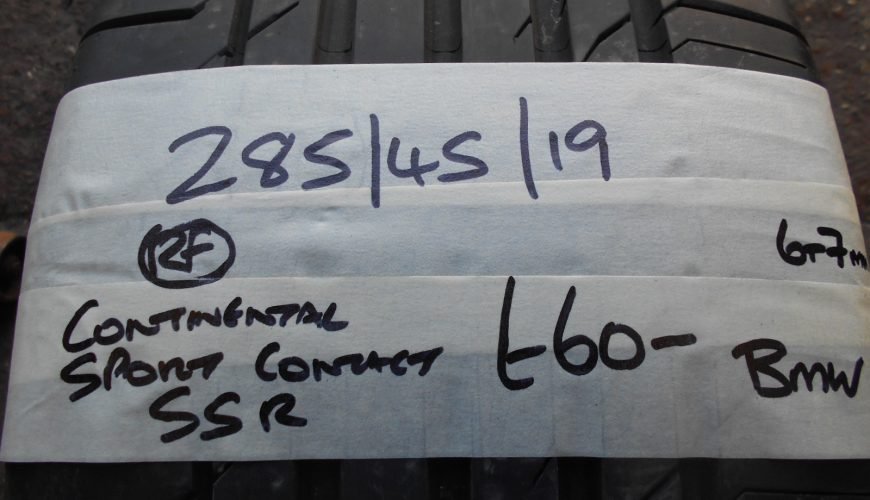 285/45/19
RF
6-7m
CONTINENTAL
SPORT CONTACT
SSR
£60-
BMW